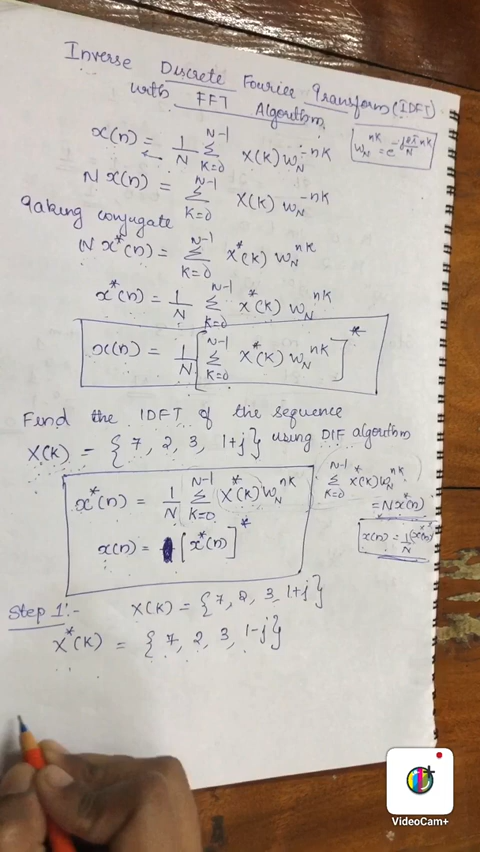 Inverse Discrete Fourier Transform (IDFT)
with FFT Algorithm
W_N^{nk} = e^{-j2π/N nk}
x(n) = 1/N Σ_{K=0}^{N-1} X(K) W_N^{-nK}
N x(n) = Σ_{K=0}^{N-1} X(K) W_N^{-nK}
Taking conjugate
N x*(n) = Σ_{K=0}^{N-1} X*(K) W_N^{nK}
x*(n) = 1/N Σ_{K=0}^{N-1} X*(K) W_N^{nK}
x(n) = 1/N [Σ_{K=0}^{N-1} X*(K) W_N^{nK}]*
Find the IDFT of the sequence
X(K) = {7, 2, 3, 1+j} using DIF algorithm
x*(n) = 1/N Σ_{K=0}^{N-1} X*(K) W_N^{nK}
x(n) = [x*(n)]*
Σ_{K=0}^{N-1} X*(K) W_N^{nK}
= N x*(n)
x(n) = 1/N (x*(n))*
Step 1:-
X(K) = {7, 2, 3, 1+j}
X*(K) = {7, 2, 3, 1-j}
VideoCam+